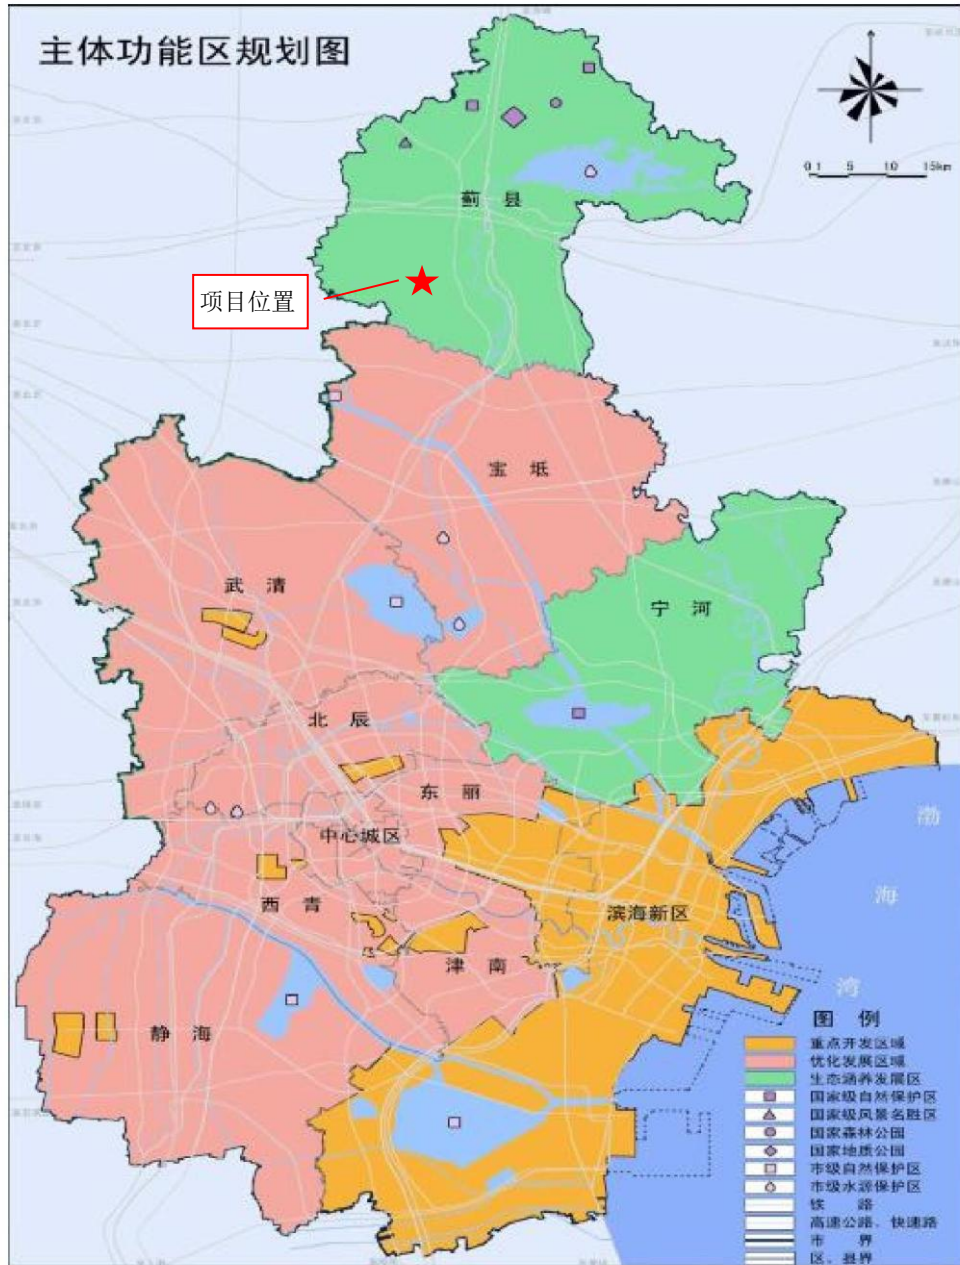 主体功能区规划图
0 1 5 10 15km
蓟 县
项目位置
宝 坻
武 清
宁 河
北 辰
东 丽
中心城区
西 青
滨海新区
津 南
静 海
渤
海
湾
图 例
重点开发区域
优化发展区域
生态涵养发展区
国家级自然保护区
国家级风景名胜区
国家森林公园
国家地质公园
市级自然保护区
市级水源保护区
铁 路
高速公路、快速路
市 界
区、县界